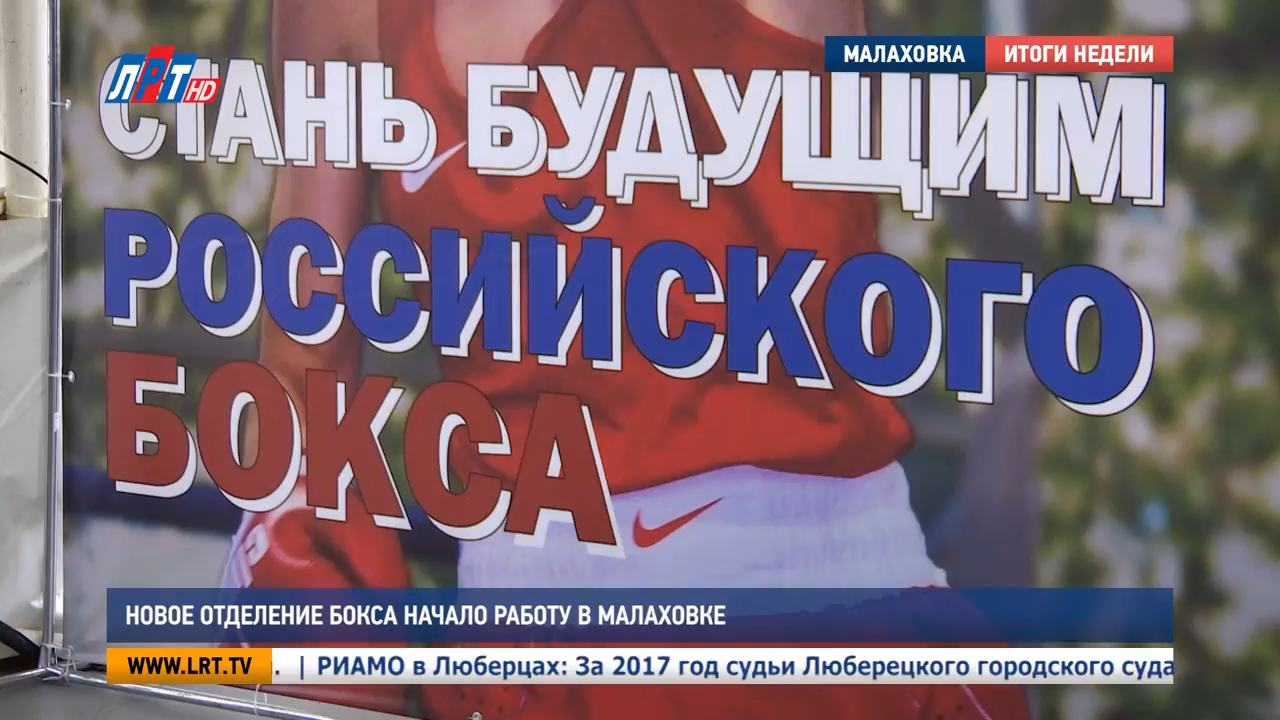 МАЛАХОВКА ИТОГИ НЕДЕЛИ
ЛРТ HD
СТАНЬ БУДУЩИМ
РОССИЙСКОГО
БОКСА
НОВОЕ ОТДЕЛЕНИЕ БОКСА НАЧАЛО РАБОТУ В МАЛАХОВКЕ
WWW.LRT.TV . | РИАМО в Люберцах: За 2017 год судьи Люберецкого городского суда